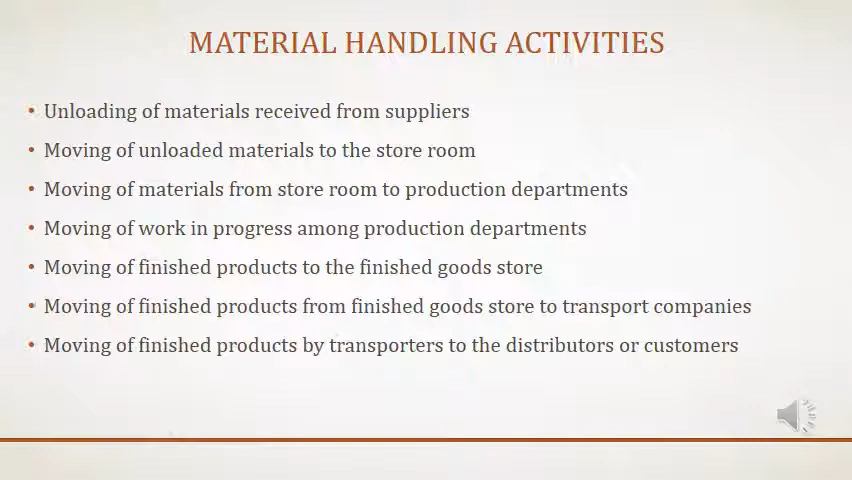 MATERIAL HANDLING ACTIVITIES
• Unloading of materials received from suppliers
• Moving of unloaded materials to the store room
• Moving of materials from store room to production departments
• Moving of work in progress among production departments
• Moving of finished products to the finished goods store
• Moving of finished products from finished goods store to transport companies
• Moving of finished products by transporters to the distributors or customers